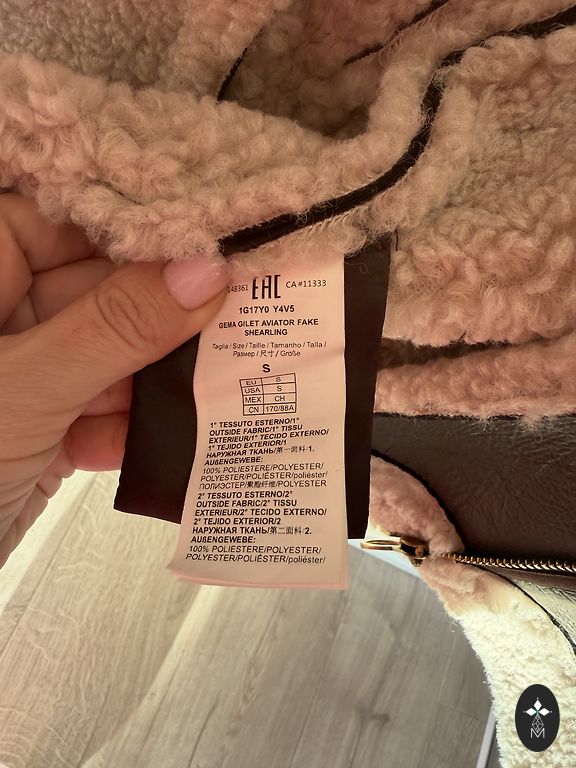 148361 EAC CA#11333
1G17Y0 Y4V5
GEMA GILET AVIATOR FAKE
SHEARLING
Taglia / Size / Taille / Tamanho / Talla /
Размер / 尺寸 / Größe
S
EU S
USA S
MEX CH
CN 170/88A
1° TESSUTO ESTERNO/1°
OUTSIDE FABRIC/1° TISSU
EXTERIEUR/1° TECIDO EXTERNO/
1° TEJIDO EXTERIOR/1
НАРУЖНАЯ ТКАНЬ/第一面料/1.
AUßENGEWEBE:
100% POLIESTERE/POLYESTER/
POLYESTER/POLIÉSTER/poliéster/
ПОЛИЭСТЕР/聚酯纤维/POLYESTER
2° TESSUTO ESTERNO/2°
OUTSIDE FABRIC/2° TISSU
EXTERIEUR/2° TECIDO EXTERNO/
2° TEJIDO EXTERIOR/2
НАРУЖНАЯ ТКАНЬ/第二面料/2.
AUßENGEWEBE:
100% POLIESTERE/POLYESTER/
POLYESTER/POLIÉSTER/poliéster/
M